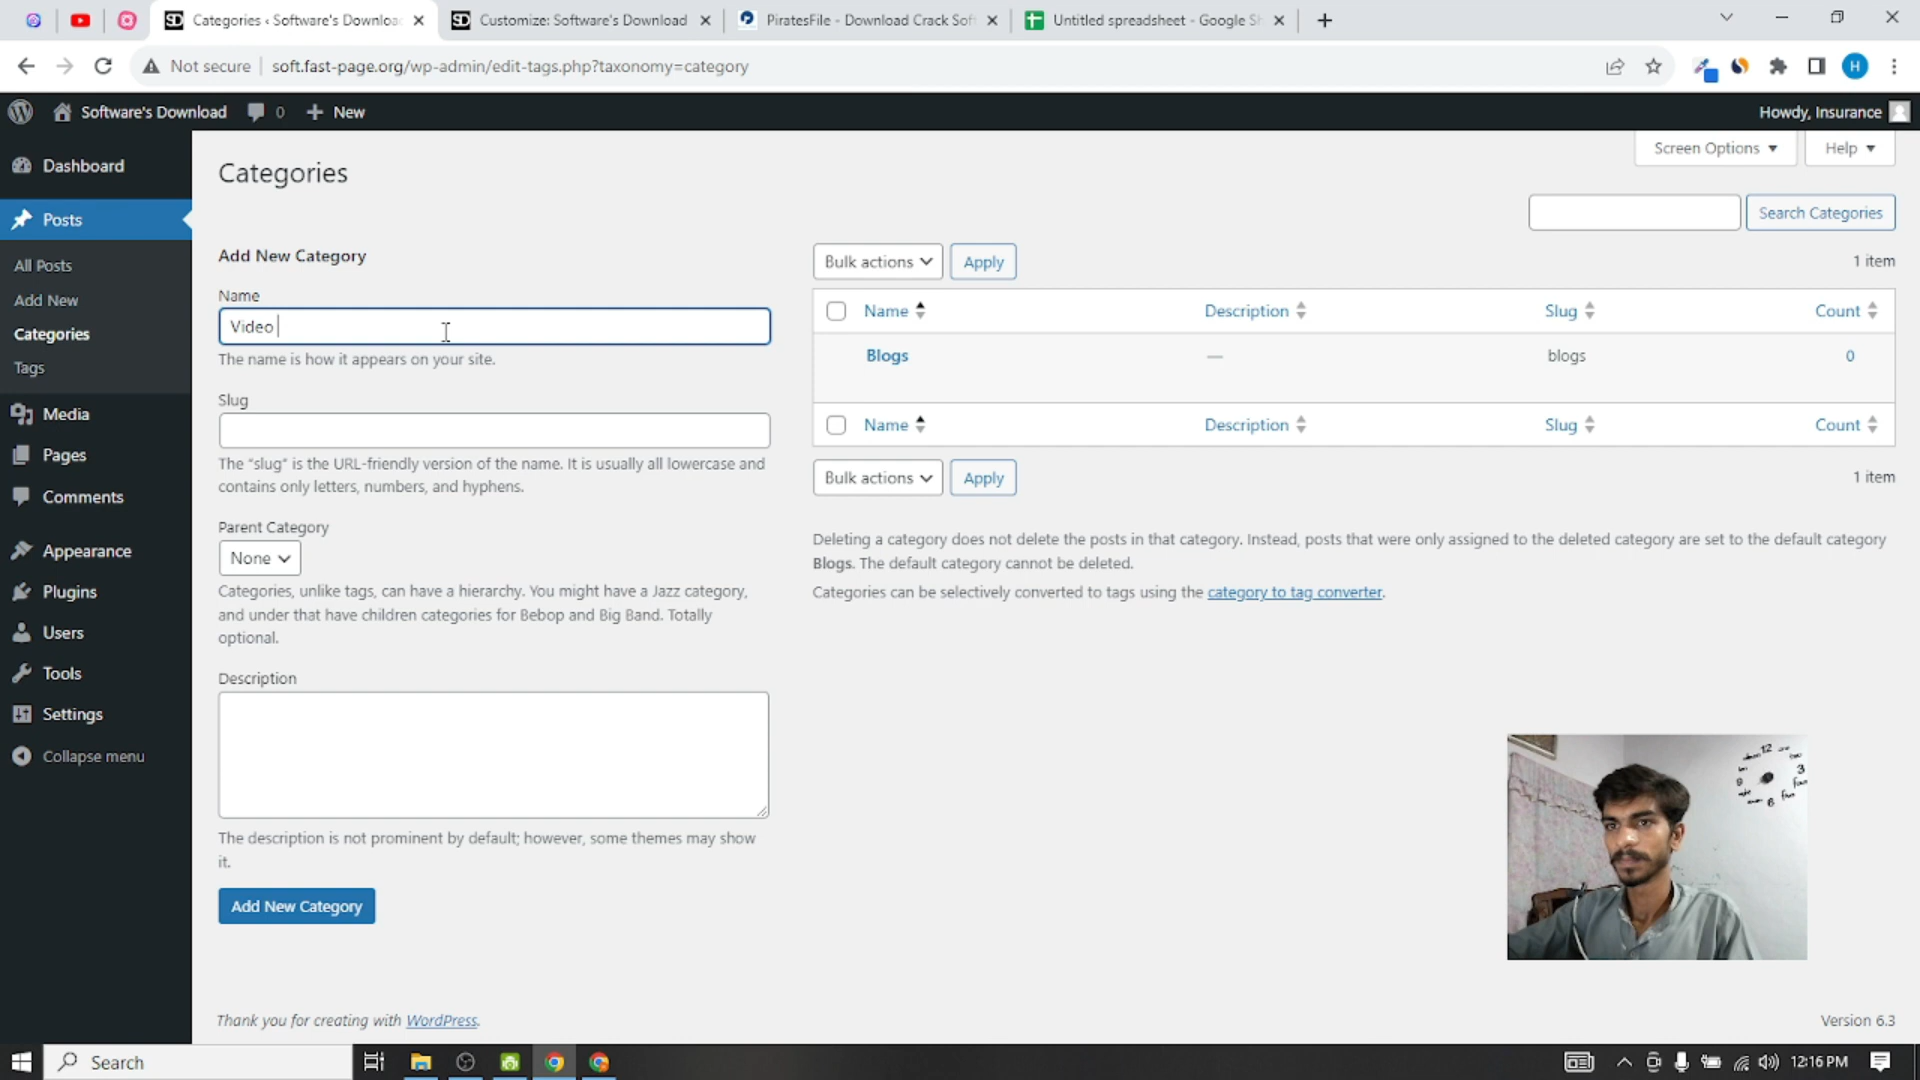 Categories ‹ Software's Downloa
Customize: Software's Download
PiratesFile - Download Crack Sof
Untitled spreadsheet - Google Sh
Not secure
soft.fast-page.org/wp-admin/edit-tags.php?taxonomy=category
H
Software's Download
0
New
Howdy, Insurance
Dashboard
Posts
All Posts
Add New
Categories
Tags
Media
Pages
Comments
Appearance
Plugins
Users
Tools
Settings
Collapse menu
Screen Options
Help
Categories
Search Categories
Add New Category
Name
Video
The name is how it appears on your site.
Slug
The “slug” is the URL-friendly version of the name. It is usually all lowercase and
contains only letters, numbers, and hyphens.
Parent Category
None
Categories, unlike tags, can have a hierarchy. You might have a Jazz category,
and under that have children categories for Bebop and Big Band. Totally
optional.
Description
The description is not prominent by default; however, some themes may show
it.
Add New Category
Bulk actions
Apply
1 item
Name Description Slug Count
Blogs — blogs 0
Name Description Slug Count
Bulk actions
Apply
1 item
Deleting a category does not delete the posts in that category. Instead, posts that were only assigned to the deleted category are set to the default category
Blogs. The default category cannot be deleted.
Categories can be selectively converted to tags using the category to tag converter.
Thank you for creating with WordPress.
Version 6.3
Search
12:16 PM